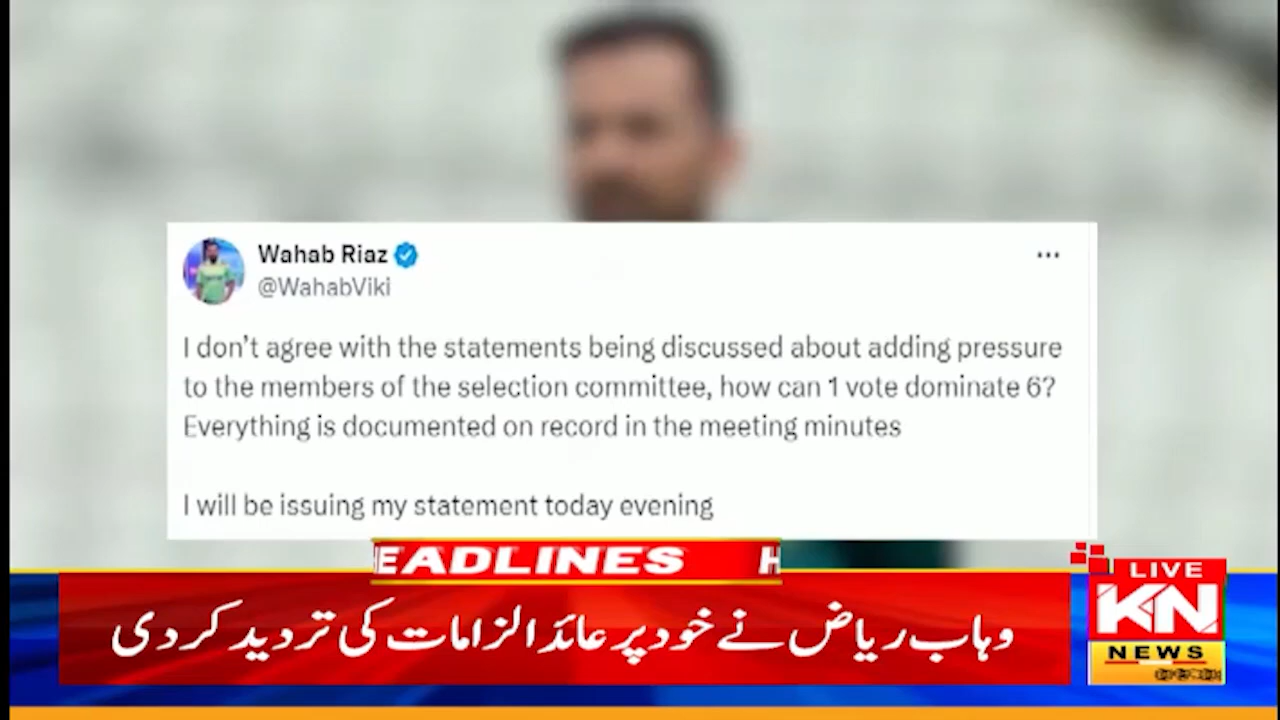 Wahab Riaz
@WahabViki
I don't agree with the statements being discussed about adding pressure
to the members of the selection committee, how can 1 vote dominate 6?
Everything is documented on record in the meeting minutes
I will be issuing my statement today evening
EADLINES H
وہاب ریاض نے خود پر عائد الزامات کی تردید کر دی
LIVE
KN
NEWS